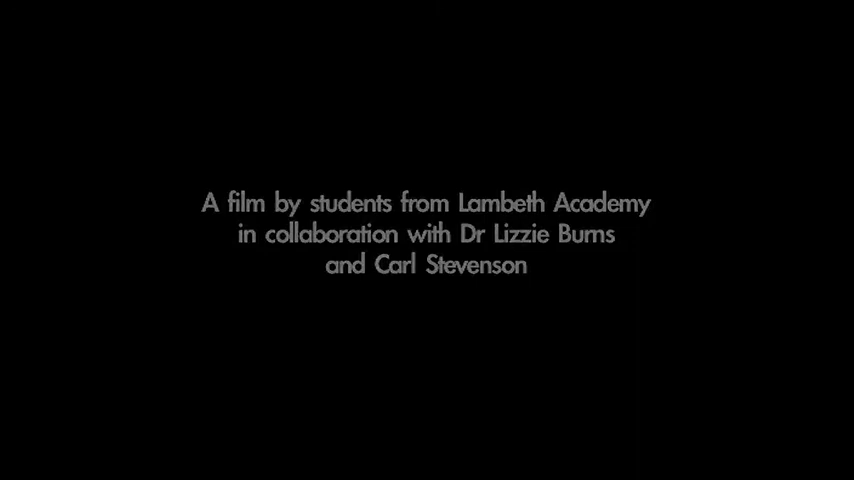 A film by students from Lambeth Academy
in collaboration with Dr Lizzie Burns
and Carl Stevenson